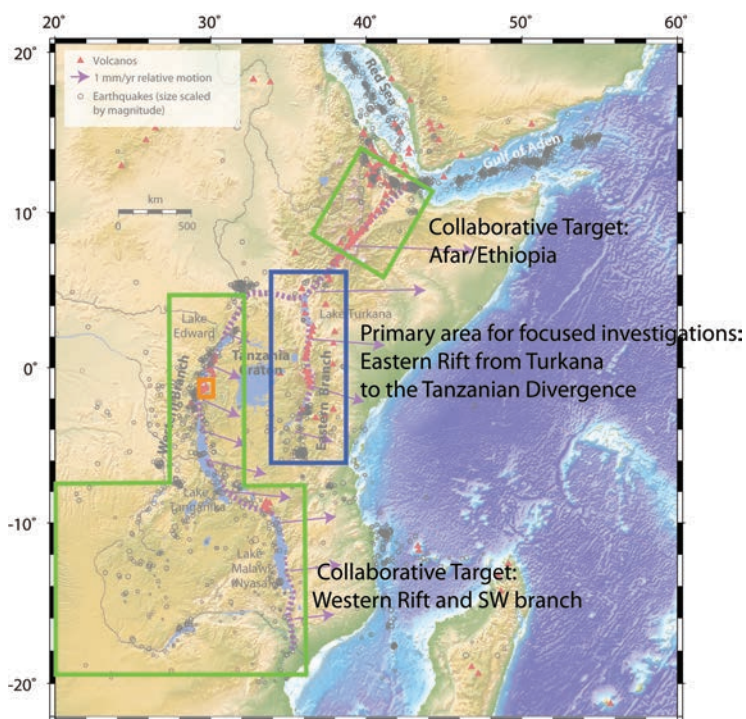 20° 30° 40° 50° 60°
20°
Volcanos
1 mm/yr relative motion
Earthquakes (size scaled
by magnitude)
Red Sea
Gulf of Aden
km
0 500
10°
Collaborative Target:
Afar/Ethiopia
Lake
Edward
Lake Turkana
Primary area for focused investigations:
Eastern Rift from Turkana
to the Tanzanian Divergence
0°
Tanzania
Craton
Western Branch
Eastern Branch
Lake
Tanganika
-10°
Lake
Malawi
(Nyasa)
Collaborative Target:
Western Rift and SW branch
-20°